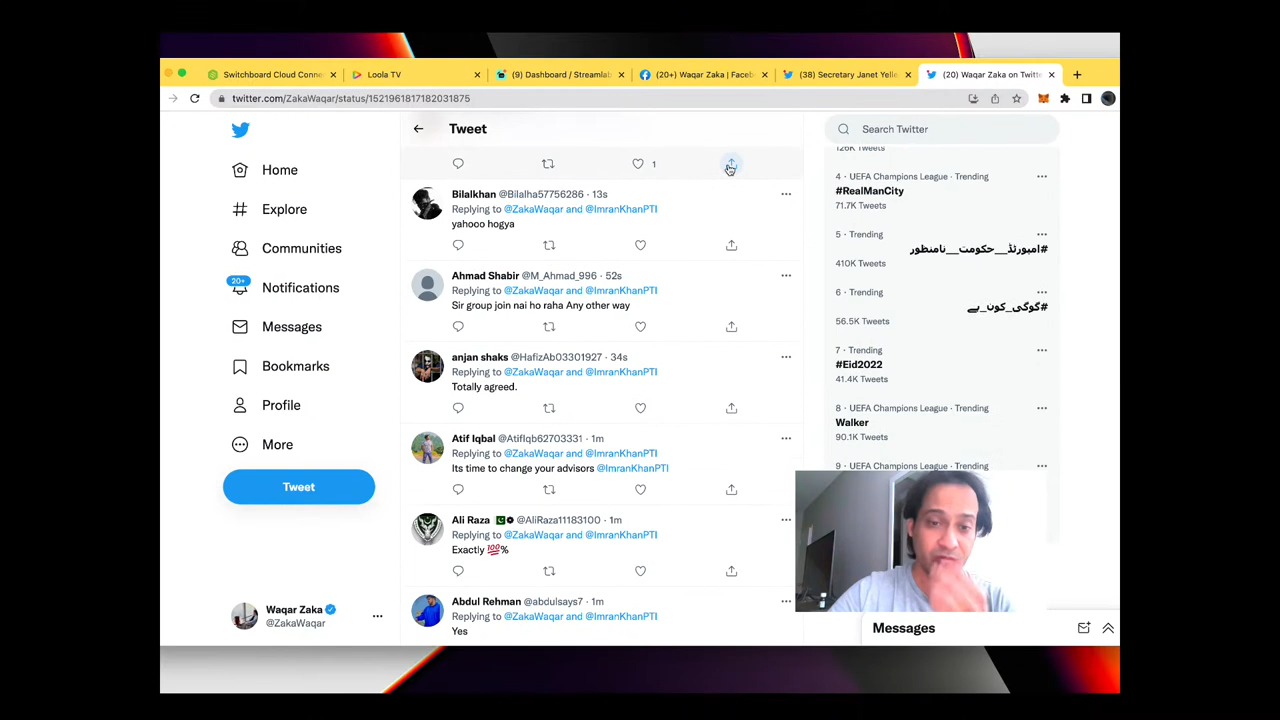 Switchboard Cloud Conne
Loola TV
(9) Dashboard / Streamlab
(20+) Waqar Zaka | Faceb
(38) Secretary Janet Yelle
(20) Waqar Zaka on Twitte
twitter.com/ZakaWaqar/status/1521961817182031875
Home
Explore
Communities
20+
Notifications
Messages
Bookmarks
Profile
More
Tweet
Waqar Zaka
@ZakaWaqar
Tweet
1
Bilalkhan @Bilalha57756286 · 13s
Replying to @ZakaWaqar and @ImranKhanPTI
yahooo hogya
Ahmad Shabir @M_Ahmad_996 · 52s
Replying to @ZakaWaqar and @ImranKhanPTI
Sir group join nai ho raha Any other way
anjan shaks @HafizAb03301927 · 34s
Replying to @ZakaWaqar and @ImranKhanPTI
Totally agreed.
Atif Iqbal @AtifIqb62703331 · 1m
Replying to @ZakaWaqar and @ImranKhanPTI
Its time to change your advisors @ImranKhanPTI
Ali Raza @AliRaza11183100 · 1m
Replying to @ZakaWaqar and @ImranKhanPTI
Exactly 💯%
Abdul Rehman @abdulsays7 · 1m
Replying to @ZakaWaqar and @ImranKhanPTI
Yes
Search Twitter
126K Tweets
4 · UEFA Champions League · Trending
#RealManCity
71.7K Tweets
5 · Trending
#امپورٹڈ__حکومت__نامنظور
410K Tweets
6 · Trending
#گوگی_کون_ہے
56.5K Tweets
7 · Trending
#Eid2022
41.4K Tweets
8 · UEFA Champions League · Trending
Walker
90.1K Tweets
9 · UEFA Champions League · Trending
Messages